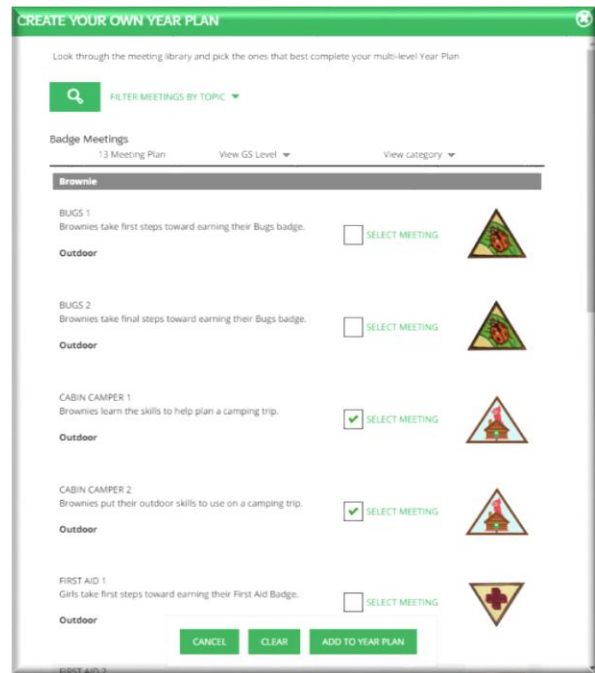 CREATE YOUR OWN YEAR PLAN
Look through the meeting library and pick the ones that best complete your multi-level Year Plan
FILTER MEETINGS BY TOPIC
Badge Meetings
13 Meeting Plan View GS Level View category
Brownie
BUGS 1
Brownies take first steps toward earning their Bugs badge.
SELECT MEETING
Outdoor
BUGS 2
Brownies take final steps toward earning their Bugs badge.
SELECT MEETING
Outdoor
CABIN CAMPER 1
Brownies learn the skills to help plan a camping trip.
SELECT MEETING
Outdoor
CABIN CAMPER 2
Brownies put their outdoor skills to use on a camping trip.
SELECT MEETING
Outdoor
FIRST AID 1
Girls take first steps toward earning their First Aid Badge.
SELECT MEETING
Outdoor
CANCEL CLEAR ADD TO YEAR PLAN
FIRST AID 2